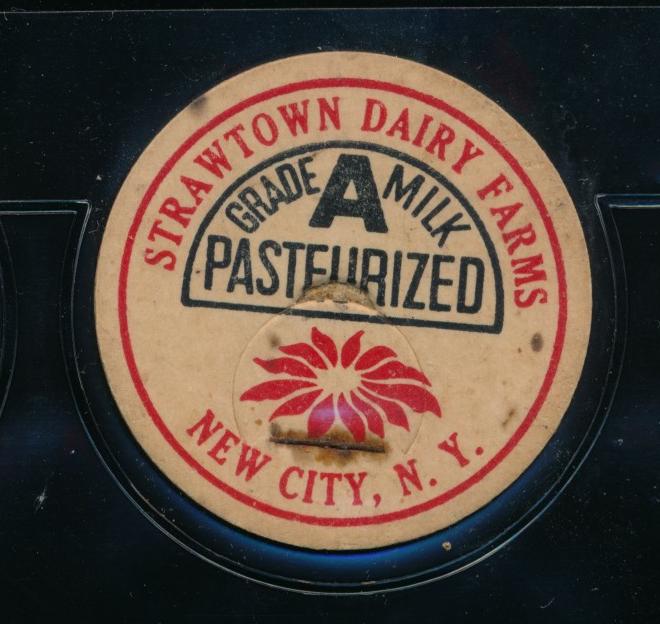 STRAWTOWN DAIRY FARMS
GRADE A MILK
PASTEURIZED
NEW CITY, N. Y.